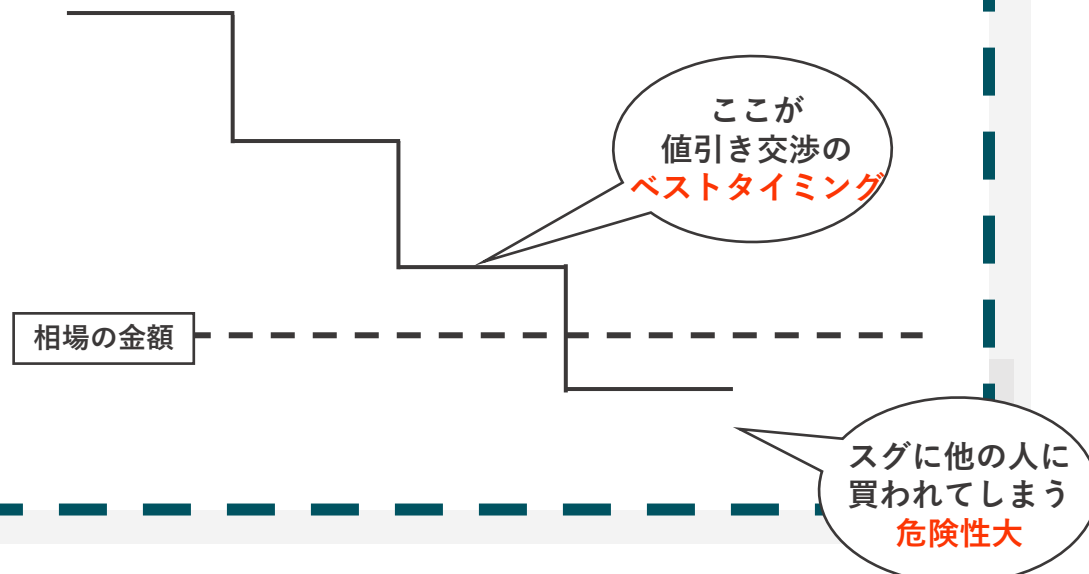 ここが
値引き交渉の
ベストタイミング
相場の金額
スグに他の人に
買われてしまう
危険性大